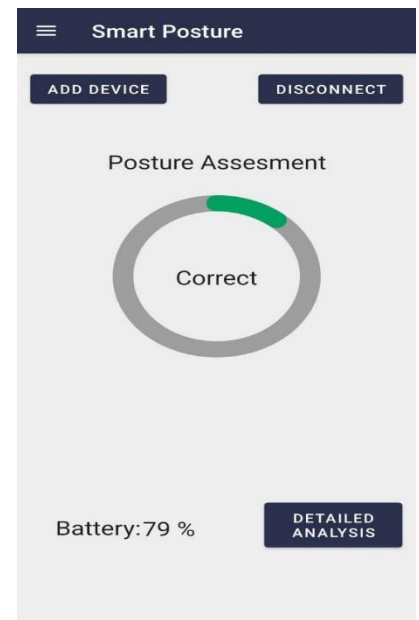 Smart Posture
ADD DEVICE
DISCONNECT
Posture Assesment
Correct
Battery:79 %
DETAILED
ANALYSIS